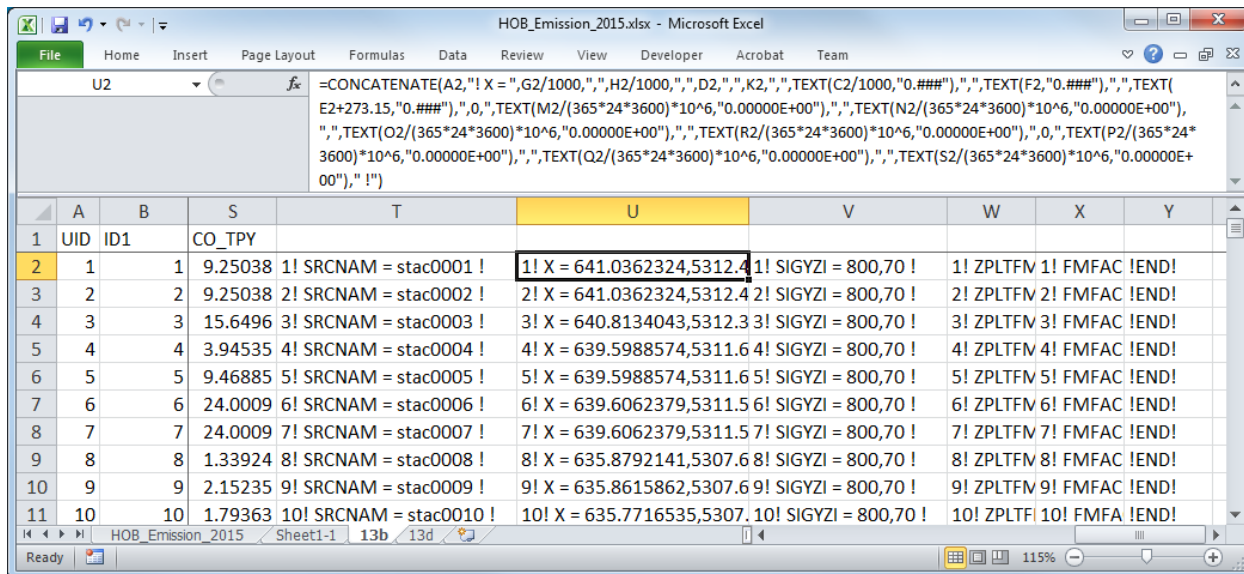 HOB_Emission_2015.xlsx - Microsoft Excel
File Home Insert Page Layout Formulas Data Review View Developer Acrobat Team
U2 fx =CONCATENATE(A2,"! X = ",G2/1000,",",H2/1000,",",D2,",",K2,",",TEXT(C2/1000,"0.###"),",",TEXT(F2,"0.###"),",",TEXT(
E2+273.15,"0.###"),",0,",TEXT(M2/(365*24*3600)*10^6,"0.00000E+00"),",",TEXT(N2/(365*24*3600)*10^6,"0.00000E+00"),
",",TEXT(O2/(365*24*3600)*10^6,"0.00000E+00"),",",TEXT(R2/(365*24*3600)*10^6,"0.00000E+00"),",0,",TEXT(P2/(365*24*
3600)*10^6,"0.00000E+00"),",",TEXT(Q2/(365*24*3600)*10^6,"0.00000E+00"),",",TEXT(S2/(365*24*3600)*10^6,"0.00000E+
00")," !")
A B S T U V W X Y
1 UID ID1 CO_TPY
2 1 1 9.25038 1! SRCNAM = stac0001 ! 1! X = 641.0362324,5312.4 1! SIGYZI = 800,70 ! 1! ZPLTFM 1! FMFAC !END!
3 2 2 9.25038 2! SRCNAM = stac0002 ! 2! X = 641.0362324,5312.4 2! SIGYZI = 800,70 ! 2! ZPLTFM 2! FMFAC !END!
4 3 3 15.6496 3! SRCNAM = stac0003 ! 3! X = 640.8134043,5312.3 3! SIGYZI = 800,70 ! 3! ZPLTFM 3! FMFAC !END!
5 4 4 3.94535 4! SRCNAM = stac0004 ! 4! X = 639.5988574,5311.6 4! SIGYZI = 800,70 ! 4! ZPLTFM 4! FMFAC !END!
6 5 5 9.46885 5! SRCNAM = stac0005 ! 5! X = 639.5988574,5311.6 5! SIGYZI = 800,70 ! 5! ZPLTFM 5! FMFAC !END!
7 6 6 24.0009 6! SRCNAM = stac0006 ! 6! X = 639.6062379,5311.5 6! SIGYZI = 800,70 ! 6! ZPLTFM 6! FMFAC !END!
8 7 7 24.0009 7! SRCNAM = stac0007 ! 7! X = 639.6062379,5311.5 7! SIGYZI = 800,70 ! 7! ZPLTFM 7! FMFAC !END!
9 8 8 1.33924 8! SRCNAM = stac0008 ! 8! X = 635.8792141,5307.6 8! SIGYZI = 800,70 ! 8! ZPLTFM 8! FMFAC !END!
10 9 9 2.15235 9! SRCNAM = stac0009 ! 9! X = 635.8615862,5307.6 9! SIGYZI = 800,70 ! 9! ZPLTFM 9! FMFAC !END!
11 10 10 1.79363 10! SRCNAM = stac0010 ! 10! X = 635.7716535,5307. 10! SIGYZI = 800,70 ! 10! ZPLTF 10! FMFA !END!
HOB_Emission_2015 Sheet1-1 13b 13d
Ready 115%